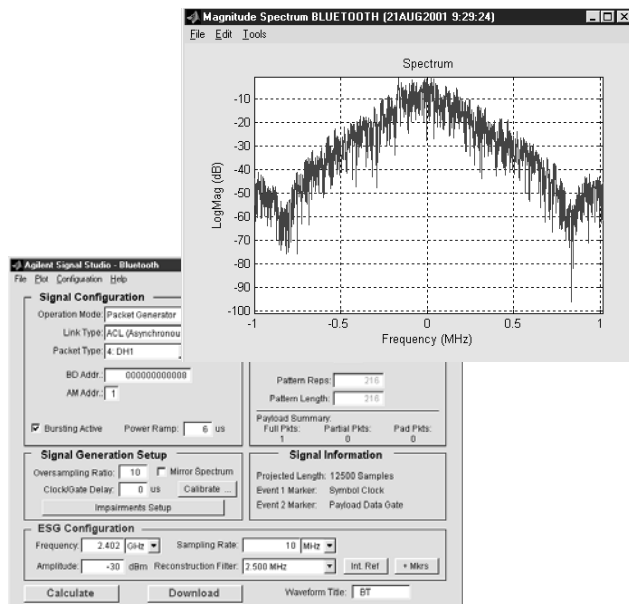 Magnitude Spectrum BLUETOOTH (21AUG2001 9:29:24)
File Edit Tools
Spectrum
LogMag (dB)
-10
-20
-30
-40
-50
-60
-70
-80
-90
-100
-1 -0.5 0 0.5 1
Frequency (MHz)
Agilent Signal Studio - Bluetooth
File Plot Configuration Help
Signal Configuration
Operation Mode: Packet Generator
Link Type: ACL (Asynchronou
Packet Type: 4: DH1
BD Addr.: 000000000000
AM Addr.: 1
Bursting Active Power Ramp: 6 us
Pattern Reps: 216
Pattern Length: 216
Payload Summary:
Full Pkts: Partial Pkts: Pad Pkts:
1 0 0
Signal Generation Setup
Oversampling Ratio: 10 Mirror Spectrum
Clock/Gate Delay: 0 us Calibrate ...
Impairments Setup
Signal Information
Projected Length: 12500 Samples
Event 1 Marker: Symbol Clock
Event 2 Marker: Payload Data Gate
ESG Configuration
Frequency: 2.402 GHz Sampling Rate: 10 MHz
Amplitude: -30 dBm Reconstruction Filter: 2.500 MHz Int. Ref + Mkrs
Calculate Download Waveform Title: BT